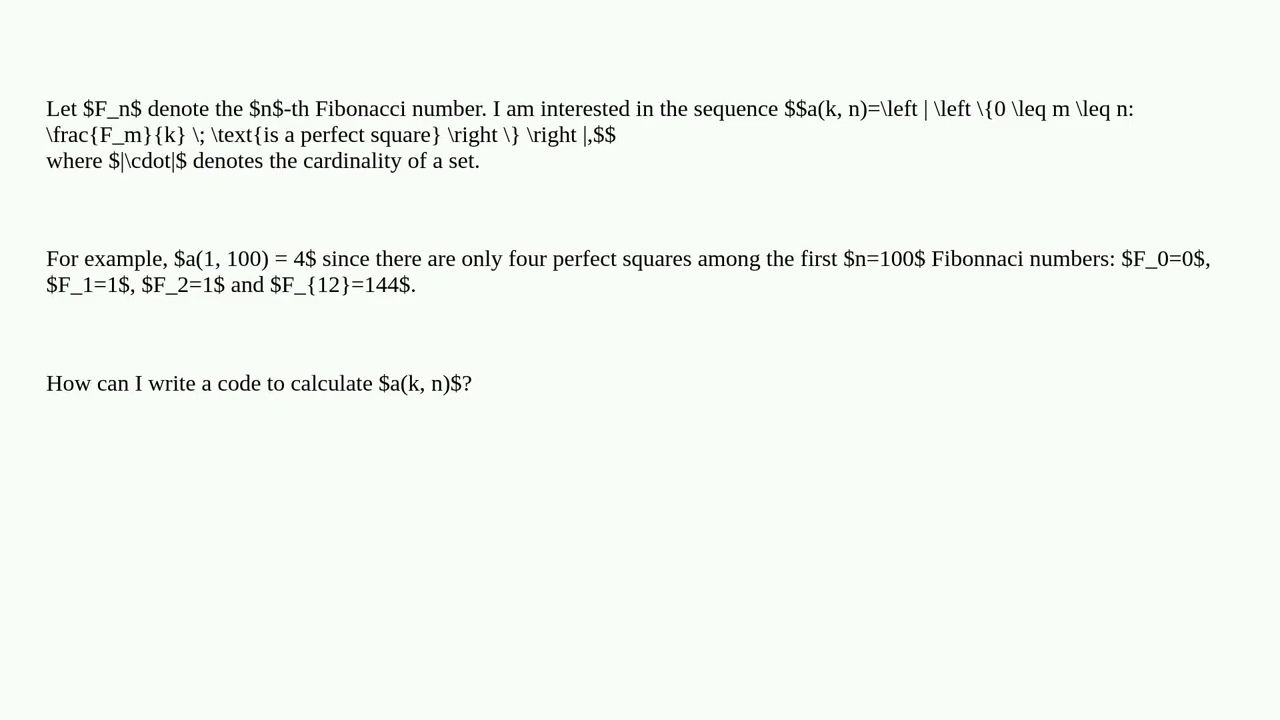 Let $F_n$ denote the $n$-th Fibonacci number. I am interested in the sequence $$a(k, n)=\left | \left \{0 \leq m \leq n:
\frac{F_m}{k} \; \text{is a perfect square} \right \} \right |,$$
where $|\cdot|$ denotes the cardinality of a set.
For example, $a(1, 100) = 4$ since there are only four perfect squares among the first $n=100$ Fibonnaci numbers: $F_0=0$,
$F_1=1$, $F_2=1$ and $F_{12}=144$.
How can I write a code to calculate $a(k, n)$?